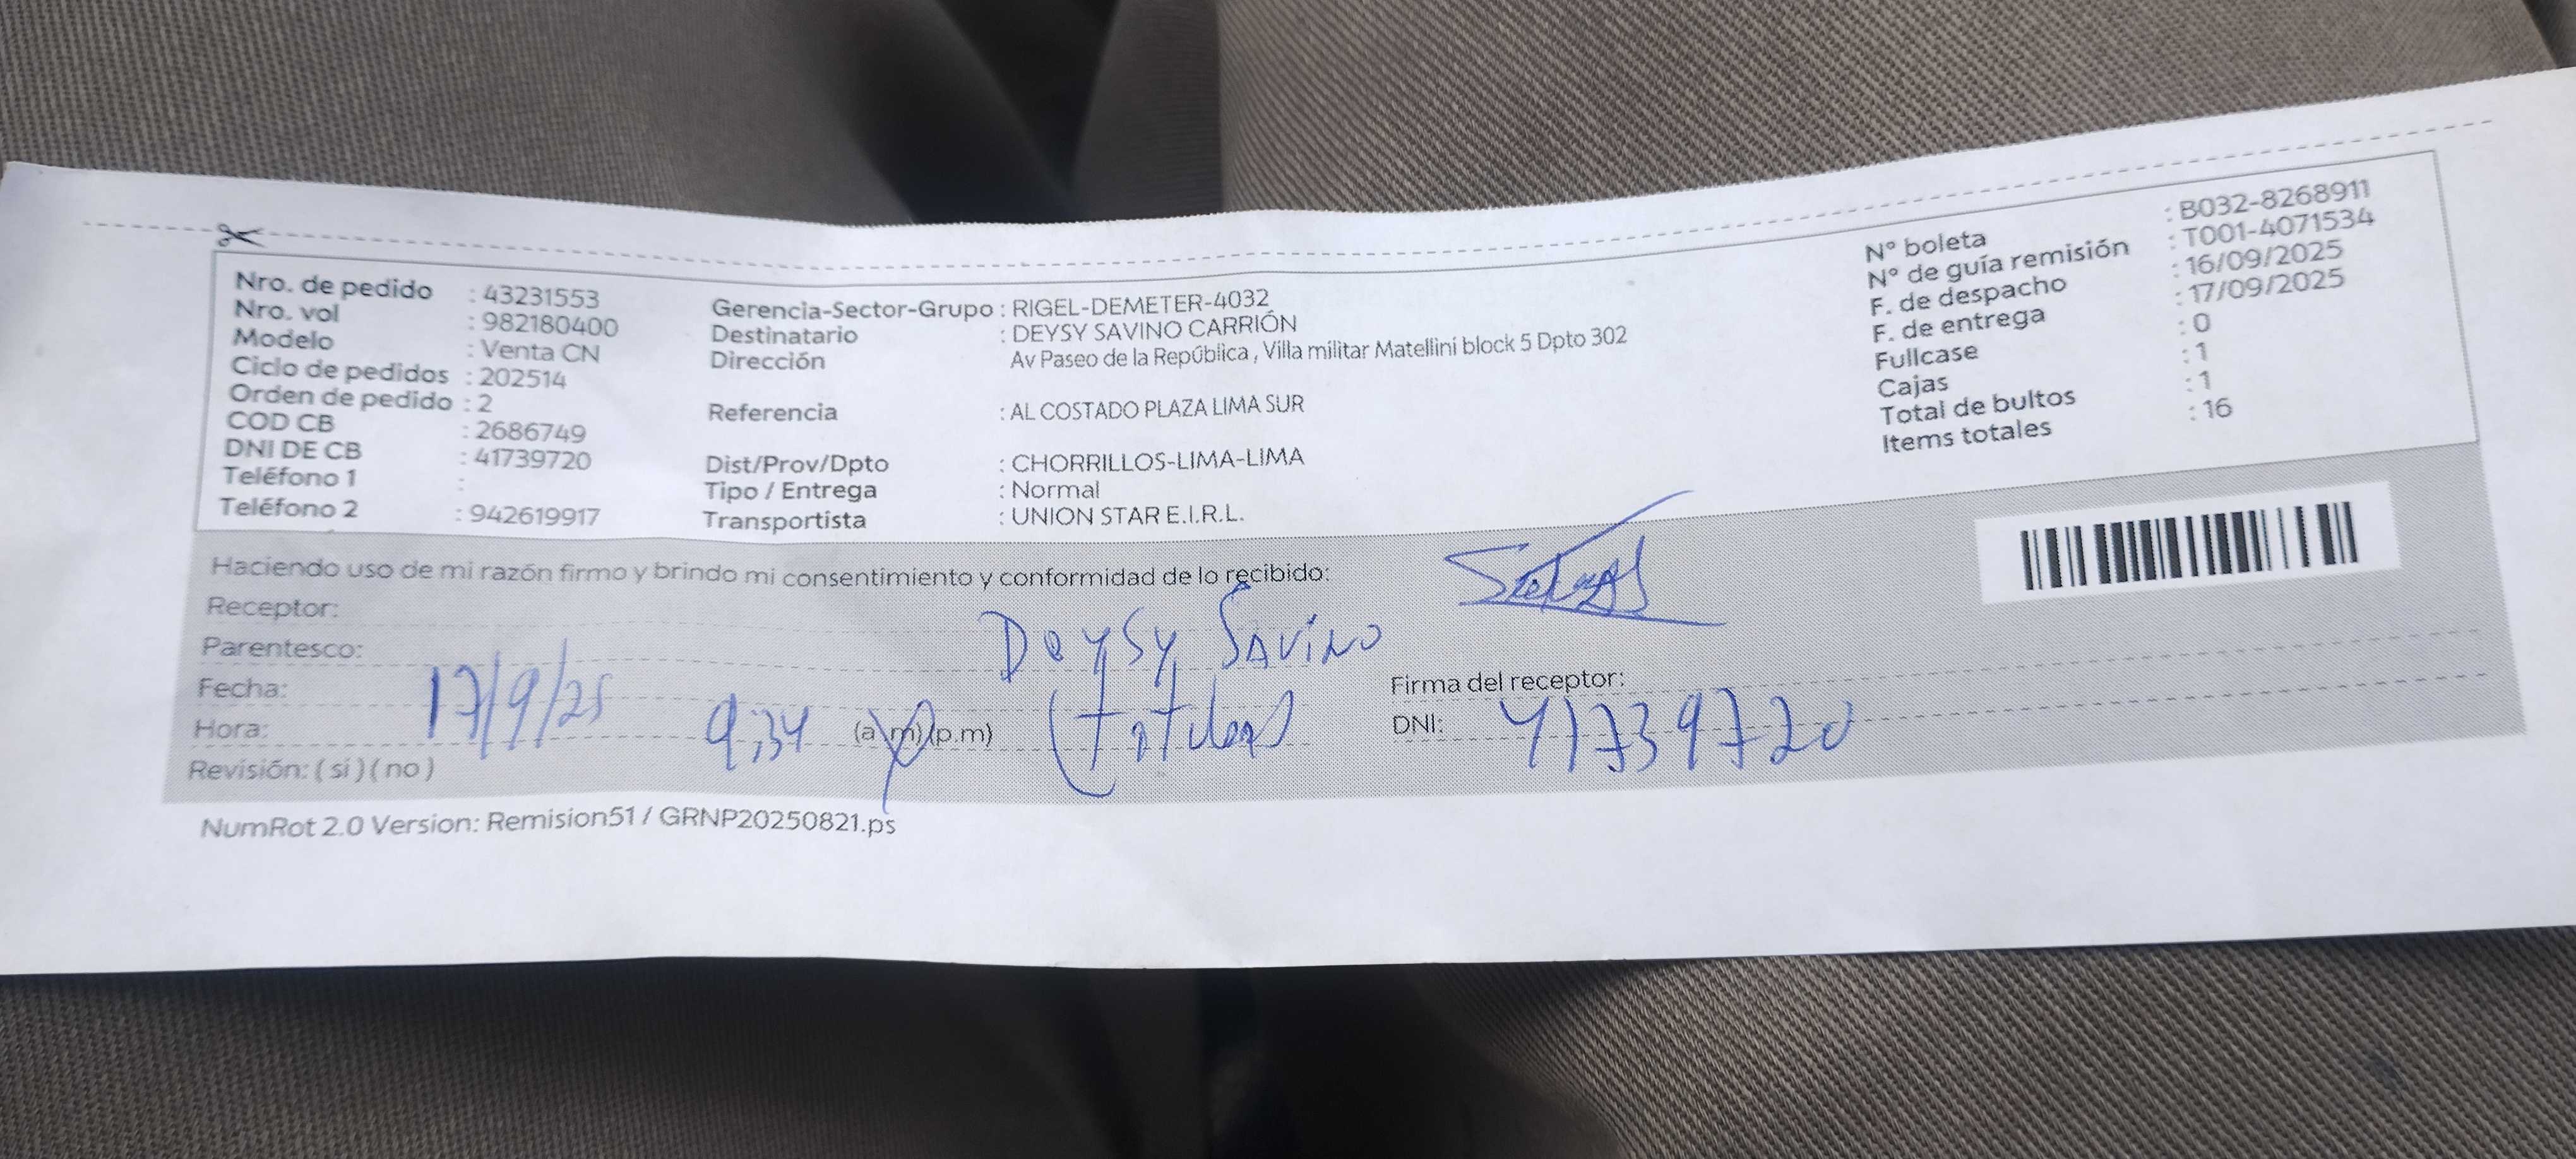 Nro. de pedido : 43231553
Nro. vol : 982180400
Modelo : Venta CN
Ciclo de pedidos : 202514
Orden de pedido : 2
COD CB : 2686749
DNI DE CB : 41739720
Teléfono 1 :
Teléfono 2 : 942619917
Gerencia-Sector-Grupo : RIGEL-DEMETER-4032
Destinatario : DEYSY SAVINO CARRIÓN
Dirección Av Paseo de la República , Villa militar Matellini block 5 Dpto 302
Referencia : AL COSTADO PLAZA LIMA SUR
Dist/Prov/Dpto : CHORRILLOS-LIMA-LIMA
Tipo / Entrega : Normal
Transportista : UNION STAR E.I.R.L.
N° boleta : B032-8268911
N° de guía remisión : T001-4071534
F. de despacho : 16/09/2025
F. de entrega : 17/09/2025
Fullcase : 0
Cajas : 1
Total de bultos : 1
Items totales : 16
Haciendo uso de mi razón firmo y brindo mi consentimiento y conformidad de lo recibido:
Receptor: Deysy Savino
Parentesco: (Titular)
Fecha: 17/9/25
Hora: 9:34 (a.m)(p.m)
Revisión: ( si ) ( no )
Firma del receptor:
DNI: 41739720
NumRot 2.0 Version: Remision51 / GRNP20250821.ps